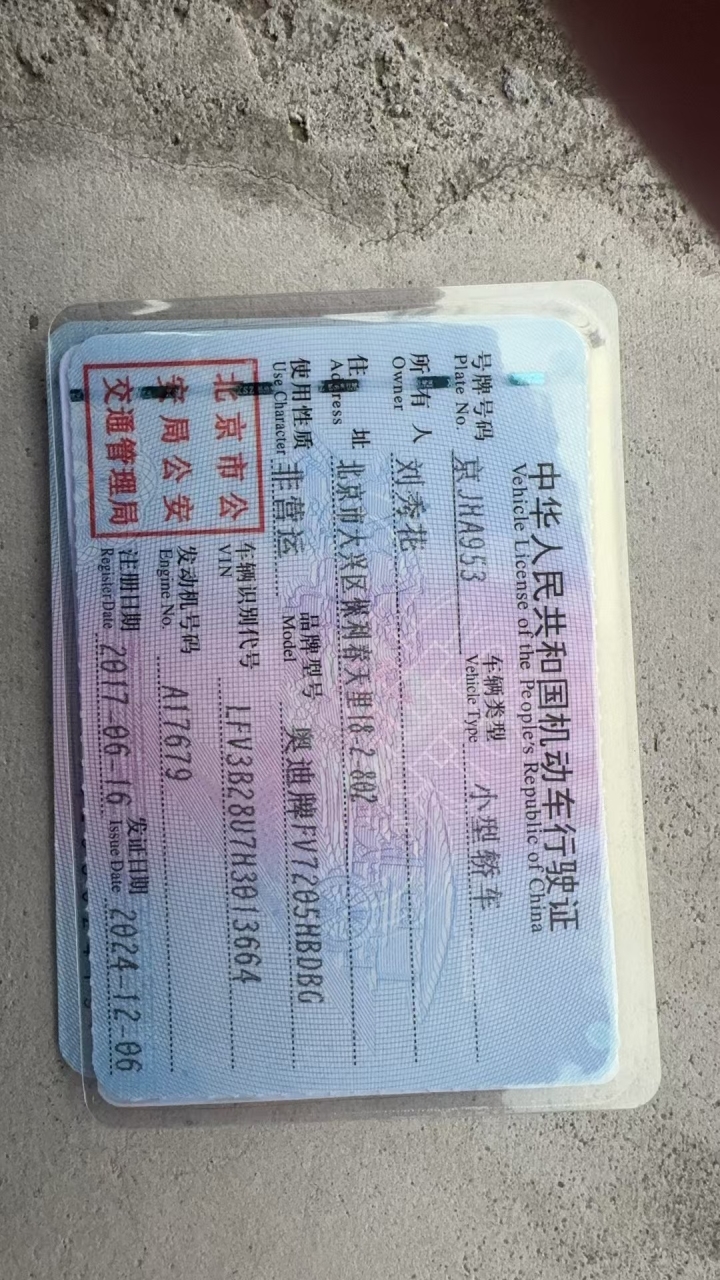 中华人民共和国机动车行驶证
Vehicle License of the People's Republic of China
号牌号码 京JHA953 车辆类型 小型轿车
Plate No. Vehicle Type
所有人 刘秀花
Owner
住址 北京市大兴区保利春天里18-2-802
Address
使用性质 非营运 品牌型号 奥迪牌FV7205HBDBG
Use Character Model
北京市公
安局公安
交通管理局
车辆识别代号 LFV3B28U7H3013664
VIN
发动机号码 A17679
Engine No.
注册日期 2017-06-16 发证日期 2024-12-06
Register Date Issue Date